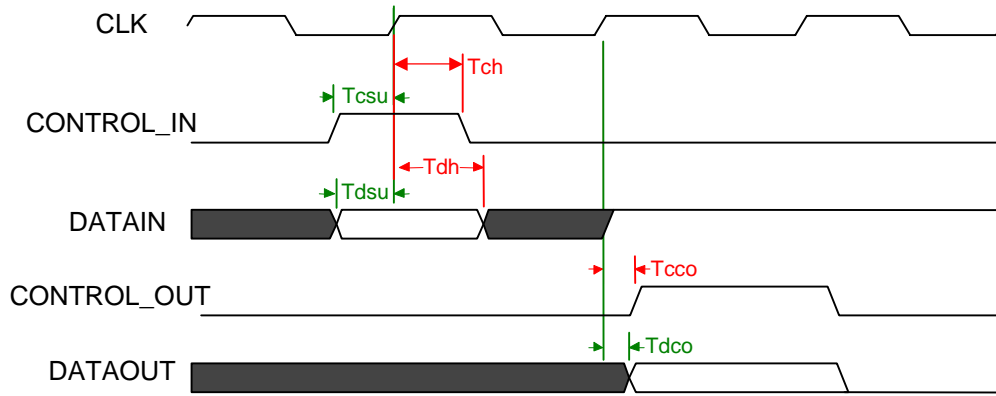 CLK
Tch
Tcsu
CONTROL_IN
Tdh
Tdsu
DATAIN
Tcco
CONTROL_OUT
Tdco
DATAOUT